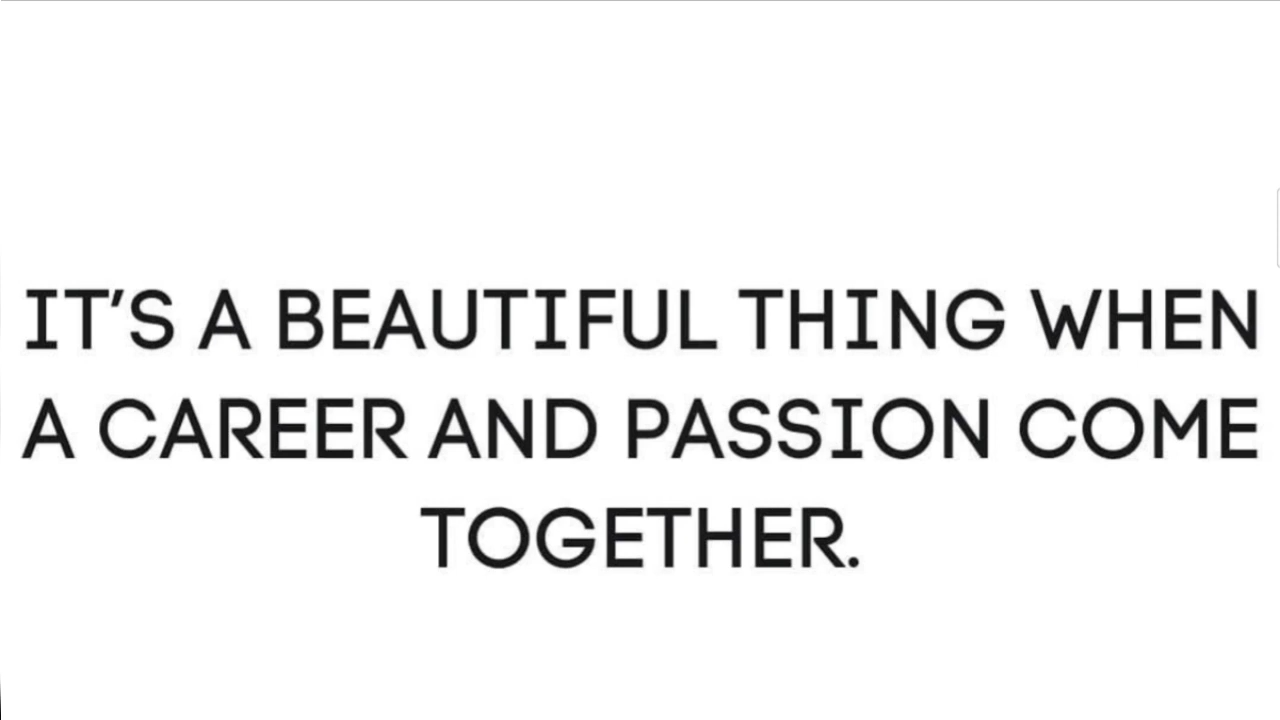 IT'S A BEAUTIFUL THING WHEN
A CAREER AND PASSION COME
TOGETHER.